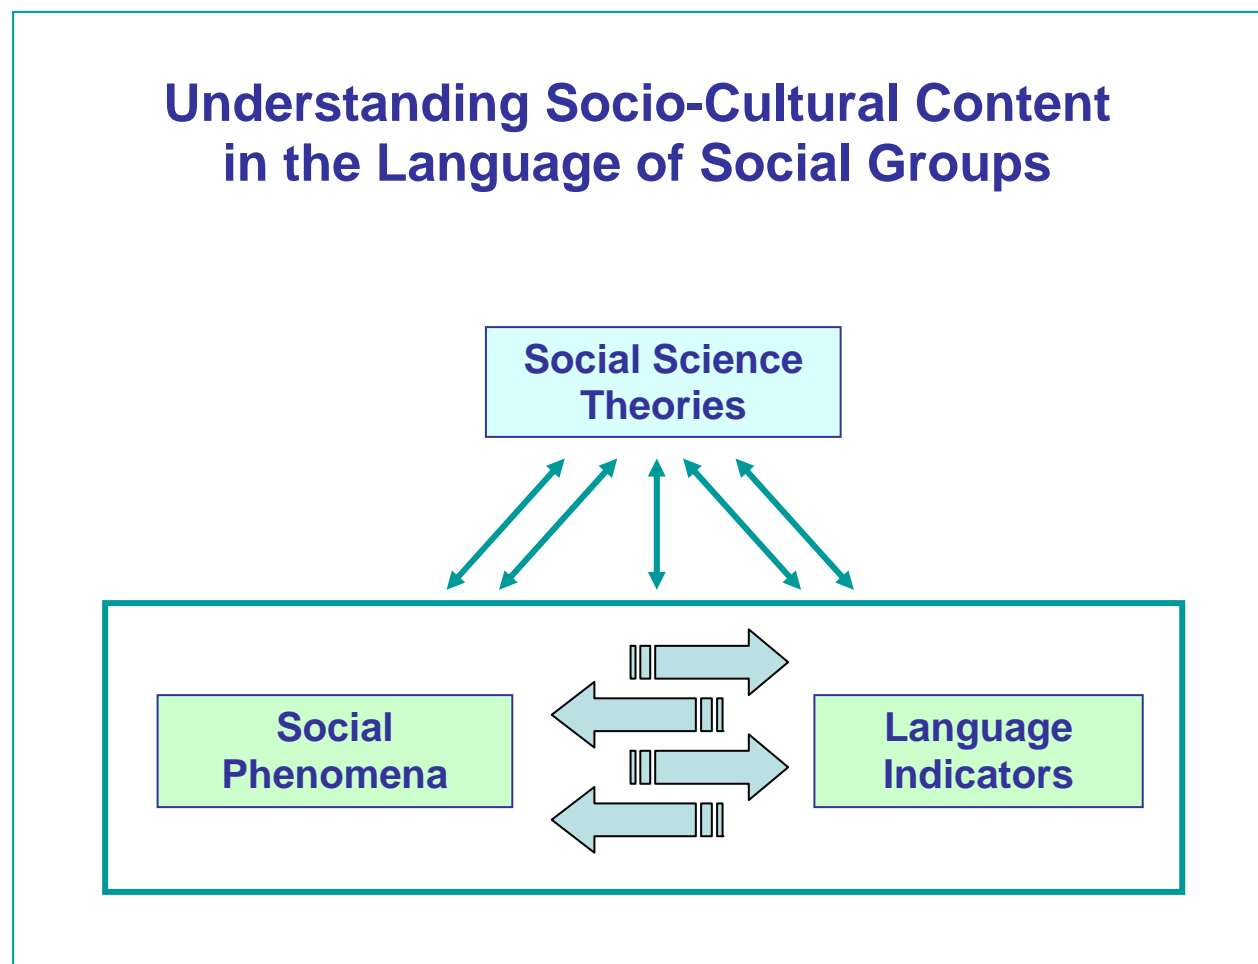 Understanding Socio-Cultural Content
in the Language of Social Groups
Social Science
Theories
Social
Phenomena
Language
Indicators